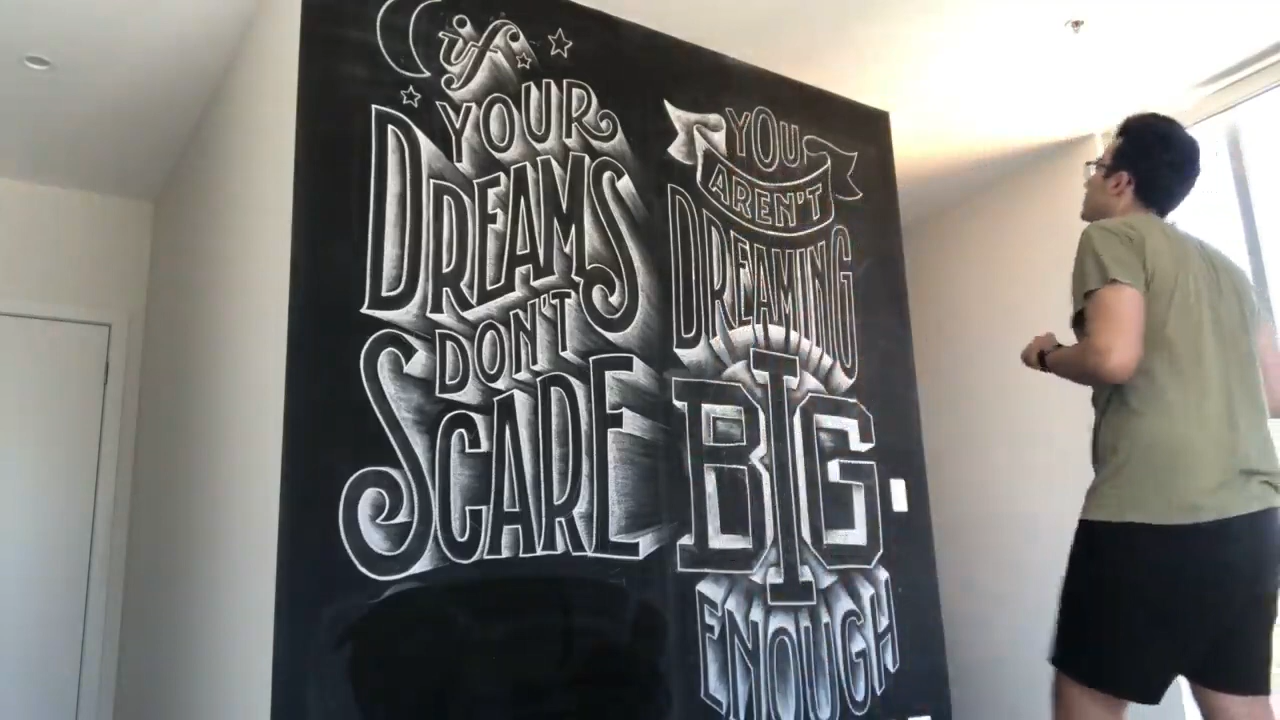 if
YOUR
DREAMS
DON'T
SCARE
YOU
AREN'T
DREAMING
BIG
ENOUGH